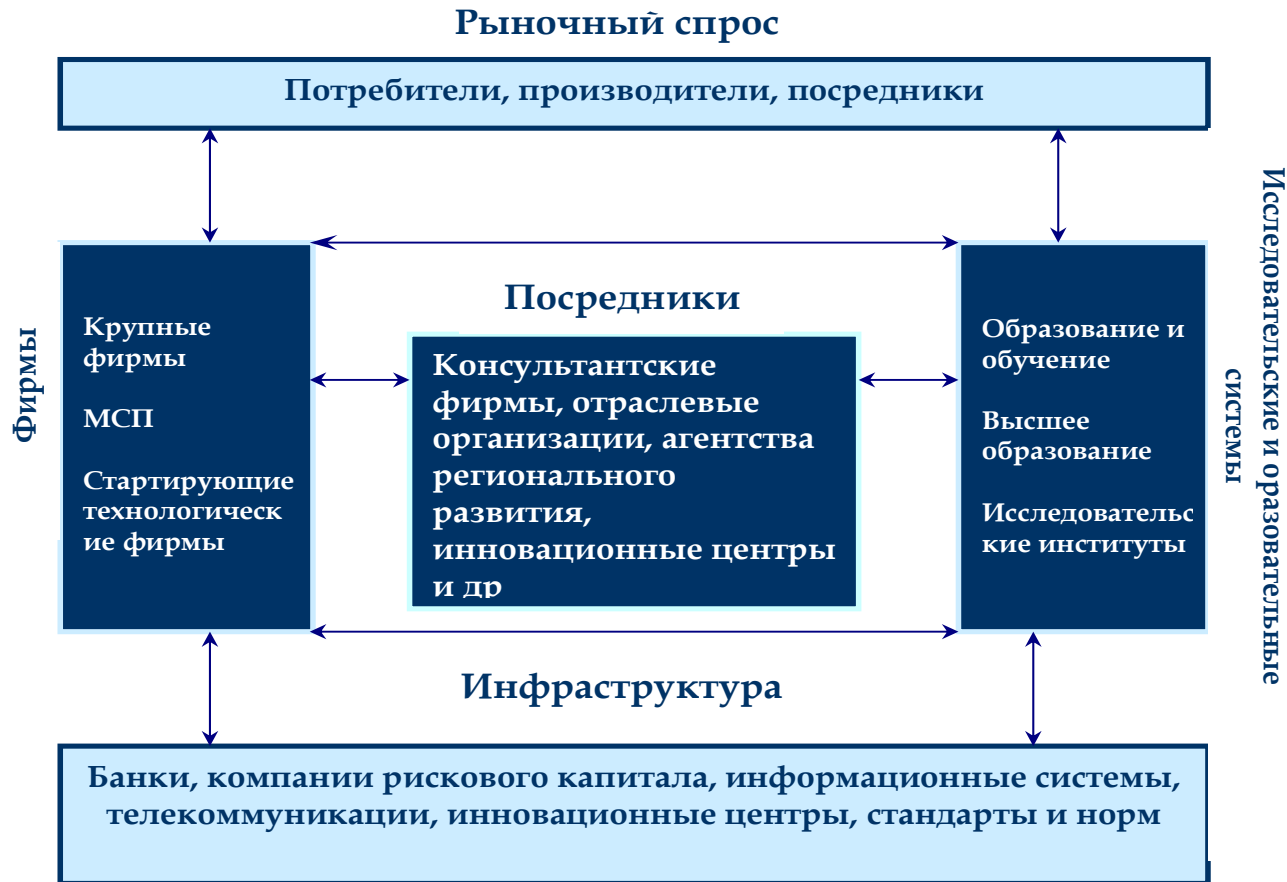 Рыночный спрос
Потребители, производители, посредники
Фирмы
Крупные
фирмы
МСП
Стартирующие
технологическ
ие фирмы
Посредники
Консультантские
фирмы, отраслевые
организации, агентства
регионального
развития,
инновационные центры
и др
Образование и
обучение
Высшее
образование
Исследовательс
кие институты
Исследовательские и оразовательные
системы
Инфраструктура
Банки, компании рискового капитала, информационные системы,
телекоммуникации, инновационные центры, стандарты и норм